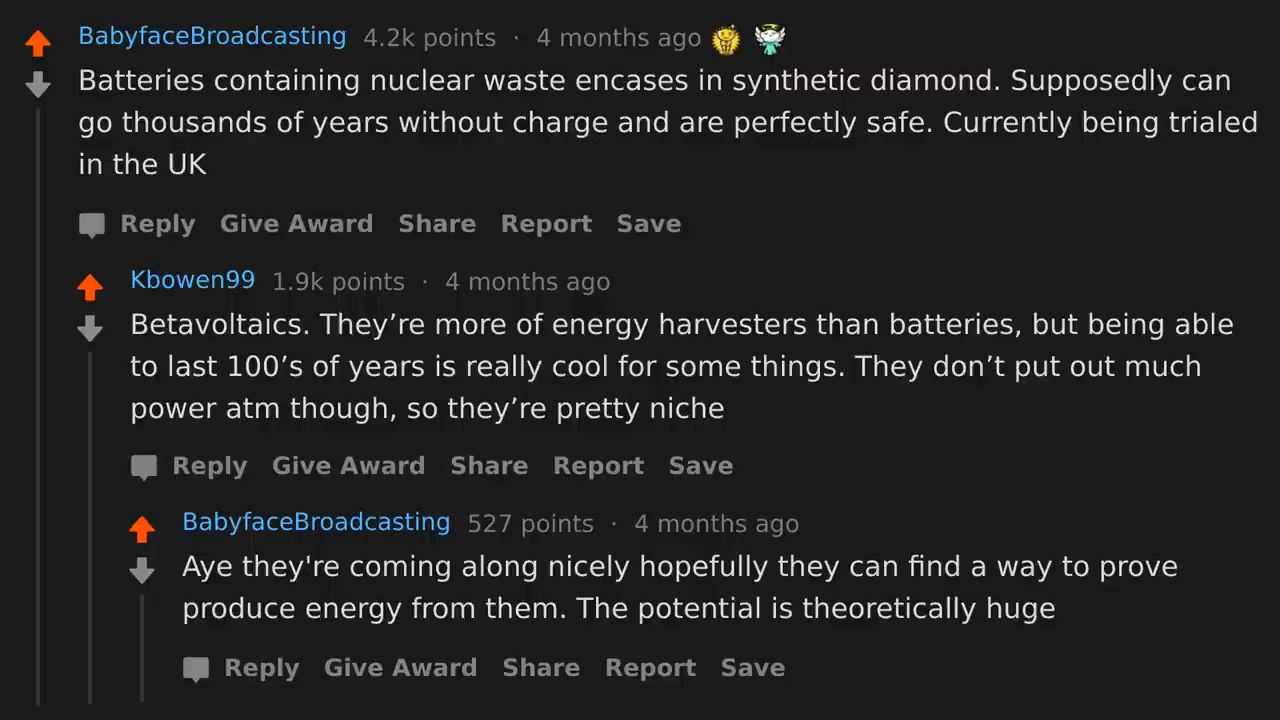 BabyfaceBroadcasting 4.2k points · 4 months ago
Batteries containing nuclear waste encases in synthetic diamond. Supposedly can
go thousands of years without charge and are perfectly safe. Currently being trialed
in the UK
Reply Give Award Share Report Save
Kbowen99 1.9k points · 4 months ago
Betavoltaics. They’re more of energy harvesters than batteries, but being able
to last 100’s of years is really cool for some things. They don’t put out much
power atm though, so they’re pretty niche
Reply Give Award Share Report Save
BabyfaceBroadcasting 527 points · 4 months ago
Aye they're coming along nicely hopefully they can find a way to prove
produce energy from them. The potential is theoretically huge
Reply Give Award Share Report Save